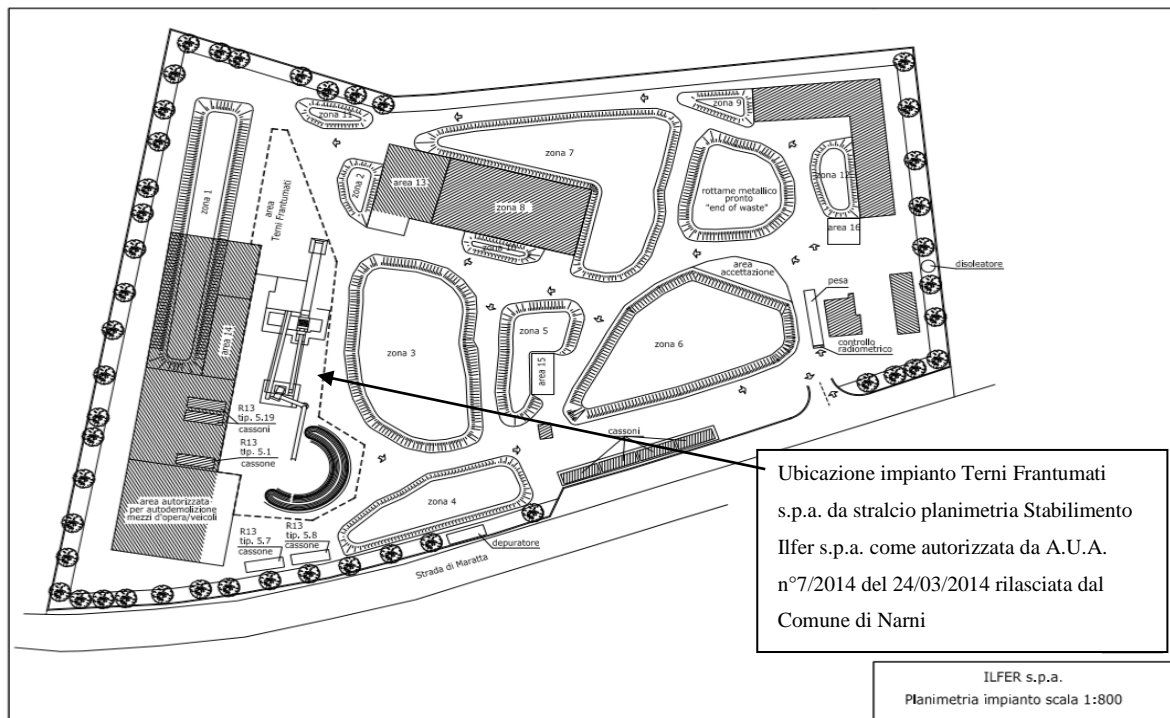 zona 9
zona 11
zona 7
zona 1
zona 2
area 13
zona 8
rottame metallico
pronto
"end of waste"
zona 12
area
Terni Frantumati
area 16
area
accettazione
disoleatore
pesa
zona 5
zona 6
zona 3
area 14
area 15
controllo
radiometrico
R13
tip. 5.19
cassoni
R13
tip. 5.1
cassone
cassoni
area autorizzata
per autodemolizione
mezzi d'opera/veicoli
zona 4
R13
tip. 5.7
cassone
R13
tip. 5.8
cassone
depuratore
Strada di Maratta
Ubicazione impianto Terni Frantumati
s.p.a. da stralcio planimetria Stabilimento
Ilfer s.p.a. come autorizzata da A.U.A.
n°7/2014 del 24/03/2014 rilasciata dal
Comune di Narni
ILFER s.p.a.
Planimetria impianto scala 1:800